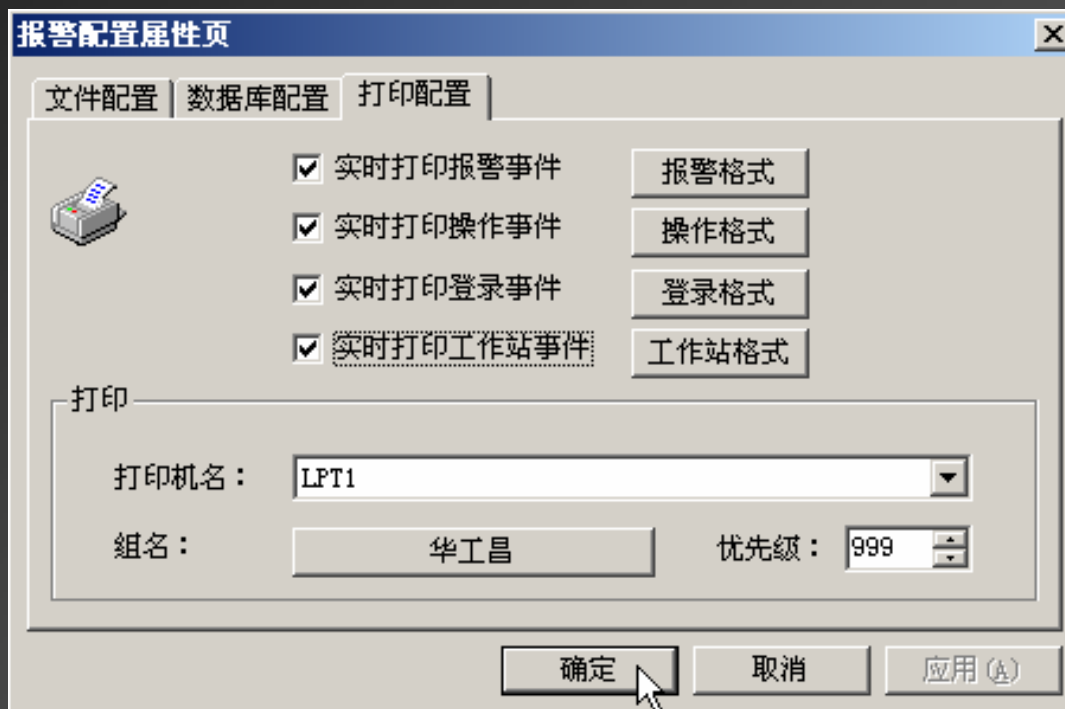 报警配置属性页
文件配置 数据库配置 打印配置
实时打印报警事件 报警格式
实时打印操作事件 操作格式
实时打印登录事件 登录格式
实时打印工作站事件 工作站格式
打印
打印机名： LPT1
组名： 华工昌 优先级： 999
确定 取消 应用(A)